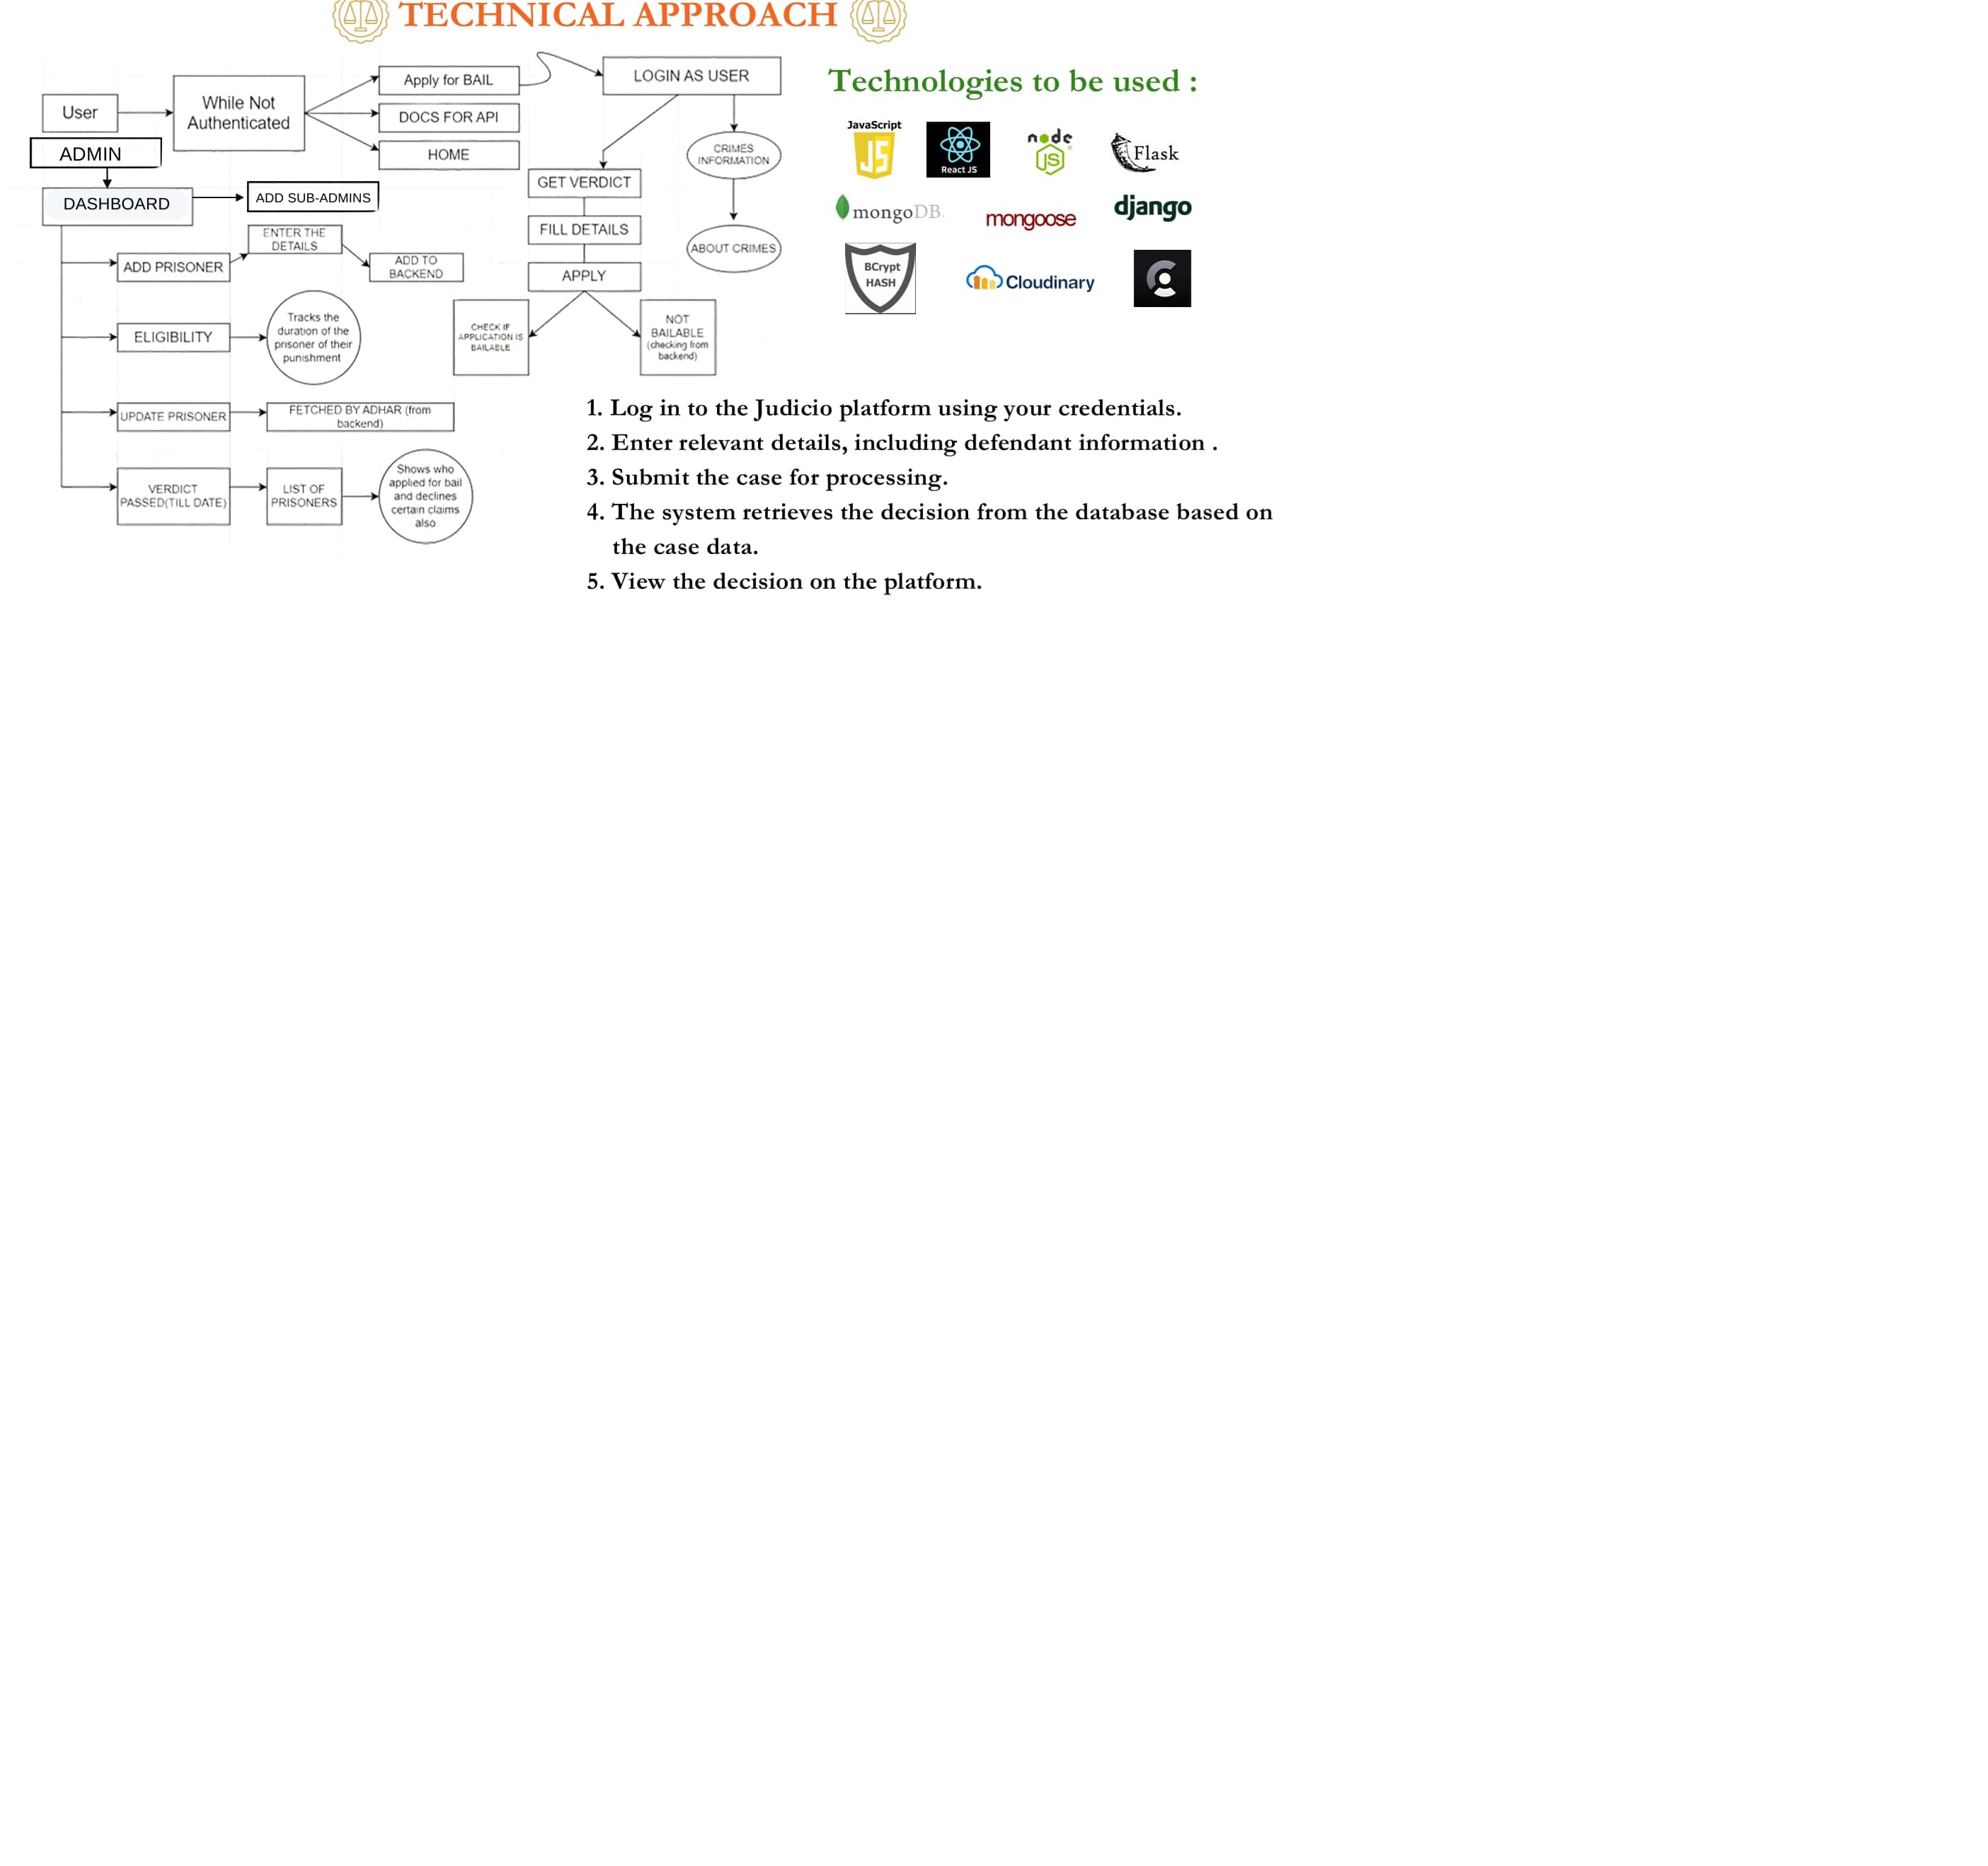 TECHNICAL APPROACH
User
While Not
Authenticated
Apply for BAIL
DOCS FOR API
HOME
LOGIN AS USER
CRIMES
INFORMATION
ABOUT CRIMES
GET VERDICT
FILL DETAILS
APPLY
CHECK IF
APPLICATION IS
BAILABLE
NOT
BAILABLE
(checking from
backend)
ADMIN
DASHBOARD
ADD SUB-ADMINS
ADD PRISONER
ENTER THE
DETAILS
ADD TO
BACKEND
ELIGIBILITY
Tracks the
duration of the
prisoner of their
punishment
UPDATE PRISONER
FETCHED BY ADHAR (from
backend)
VERDICT
PASSED(TILL DATE)
LIST OF
PRISONERS
Shows who
applied for bail
and declines
certain claims
also
Technologies to be used :
JavaScript
JS
React JS
node
JS
Flask
mongoDB.
mongoose
django
BCrypt
HASH
Cloudinary
1. Log in to the Judicio platform using your credentials.
2. Enter relevant details, including defendant information .
3. Submit the case for processing.
4. The system retrieves the decision from the database based on
the case data.
5. View the decision on the platform.